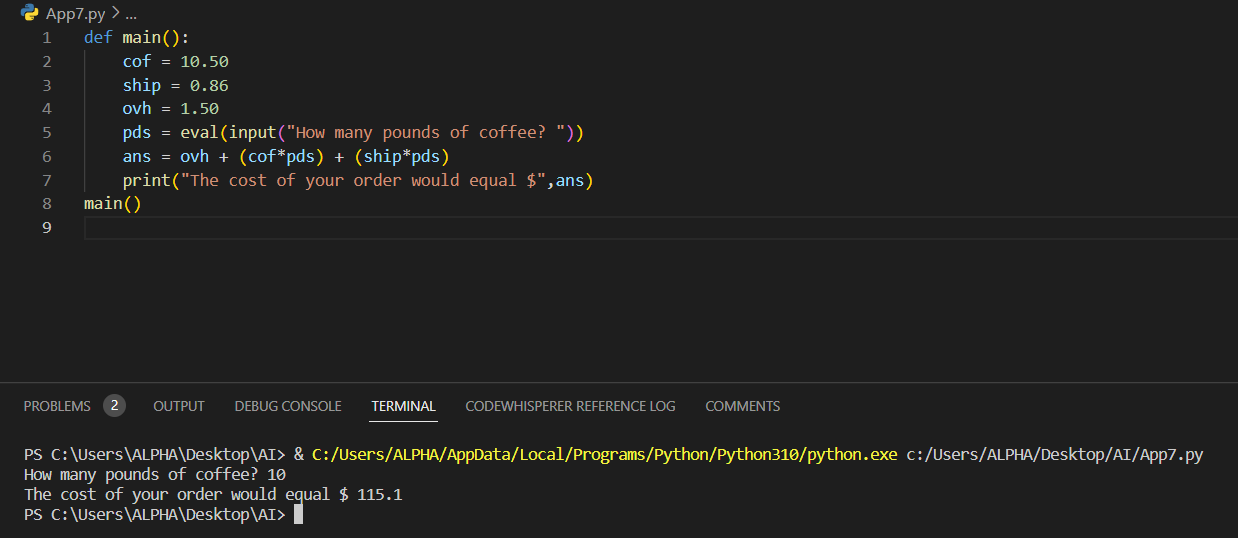 App7.py > ...
1 def main():
2     cof = 10.50
3     ship = 0.86
4     ovh = 1.50
5     pds = eval(input("How many pounds of coffee? "))
6     ans = ovh + (cof*pds) + (ship*pds)
7     print("The cost of your order would equal $",ans)
8 main()
9
PROBLEMS 2 OUTPUT DEBUG CONSOLE TERMINAL CODEWHISPERER REFERENCE LOG COMMENTS
PS C:\Users\ALPHA\Desktop\AI> & C:/Users/ALPHA/AppData/Local/Programs/Python/Python310/python.exe c:/Users/ALPHA/Desktop/AI/App7.py
How many pounds of coffee? 10
The cost of your order would equal $ 115.1
PS C:\Users\ALPHA\Desktop\AI>